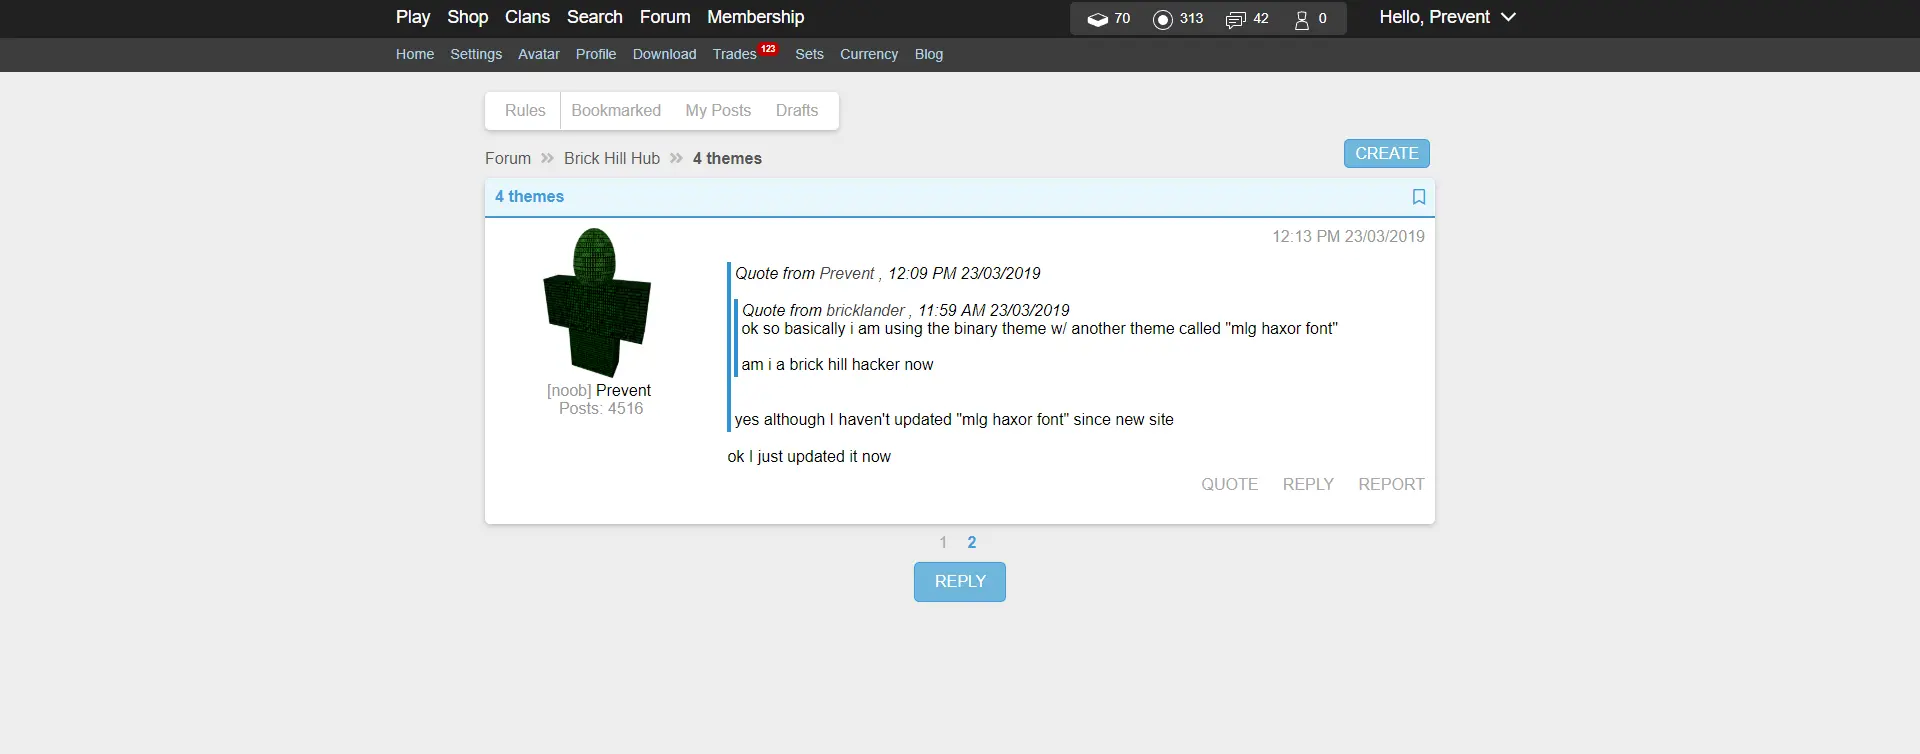 Play Shop Clans Search Forum Membership 70 313 42 0 Hello, Prevent
Home Settings Avatar Profile Download Trades 123 Sets Currency Blog
Rules Bookmarked My Posts Drafts
Forum » Brick Hill Hub » 4 themes
CREATE
4 themes
12:13 PM 23/03/2019
[noob] Prevent
Posts: 4516
Quote from Prevent , 12:09 PM 23/03/2019
Quote from bricklander , 11:59 AM 23/03/2019
ok so basically i am using the binary theme w/ another theme called "mlg haxor font"
am i a brick hill hacker now
yes although I haven't updated "mlg haxor font" since new site
ok I just updated it now
QUOTE REPLY REPORT
1 2
REPLY